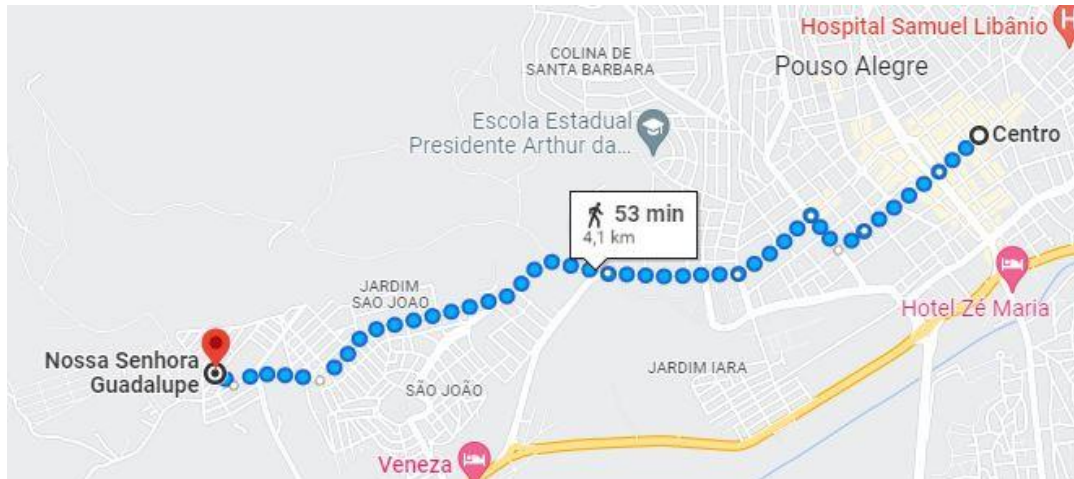 Hospital Samuel Libânio
H
COLINA DE
SANTA BARBARA
Pouso Alegre
Escola Estadual
Presidente Arthur da...
Centro
53 min
4,1 km
JARDIM
SAO JOAO
Hotel Zé Maria
Nossa Senhora
Guadalupe
JARDIM IARA
SÃO JOÃO
Veneza